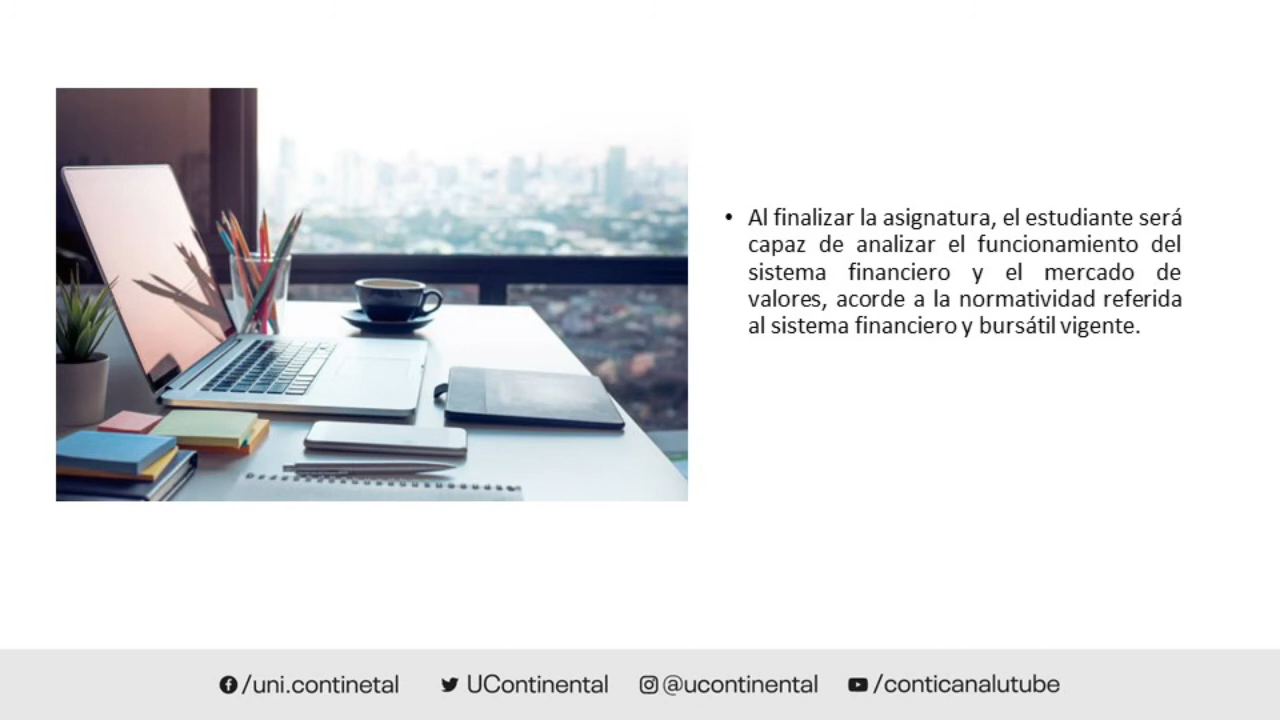 • Al finalizar la asignatura, el estudiante será
capaz de analizar el funcionamiento del
sistema financiero y el mercado de
valores, acorde a la normatividad referida
al sistema financiero y bursátil vigente.
/uni.continetal UContinental @ucontinental /conticanalutube